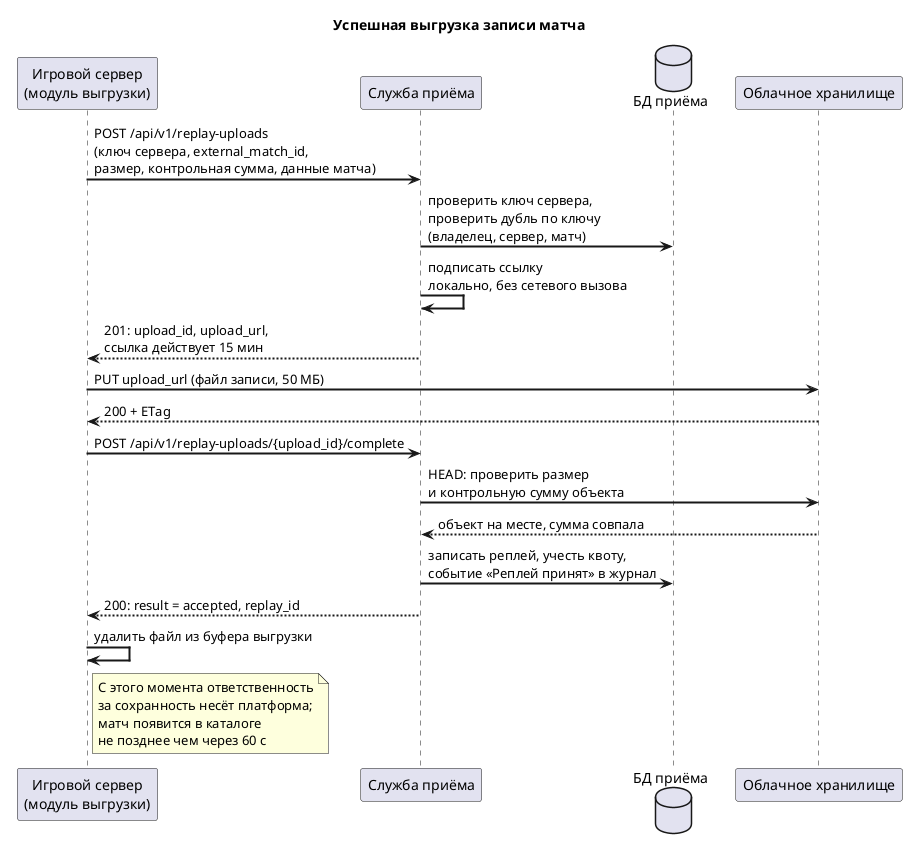 Успешная выгрузка записи матча
Игровой сервер
(модуль выгрузки)
Служба приёма
БД приёма
Облачное хранилище
POST /api/v1/replay-uploads
(ключ сервера, external_match_id,
размер, контрольная сумма, данные матча)
проверить ключ сервера,
проверить дубль по ключу
(владелец, сервер, матч)
подписать ссылку
локально, без сетевого вызова
201: upload_id, upload_url,
ссылка действует 15 мин
PUT upload_url (файл записи, 50 МБ)
200 + ETag
POST /api/v1/replay-uploads/{upload_id}/complete
HEAD: проверить размер
и контрольную сумму объекта
объект на месте, сумма совпала
записать реплей, учесть квоту,
событие «Реплей принят» в журнал
200: result = accepted, replay_id
удалить файл из буфера выгрузки
С этого момента ответственность
за сохранность несёт платформа;
матч появится в каталоге
не позднее чем через 60 с
Игровой сервер
(модуль выгрузки)
Служба приёма
БД приёма
Облачное хранилище